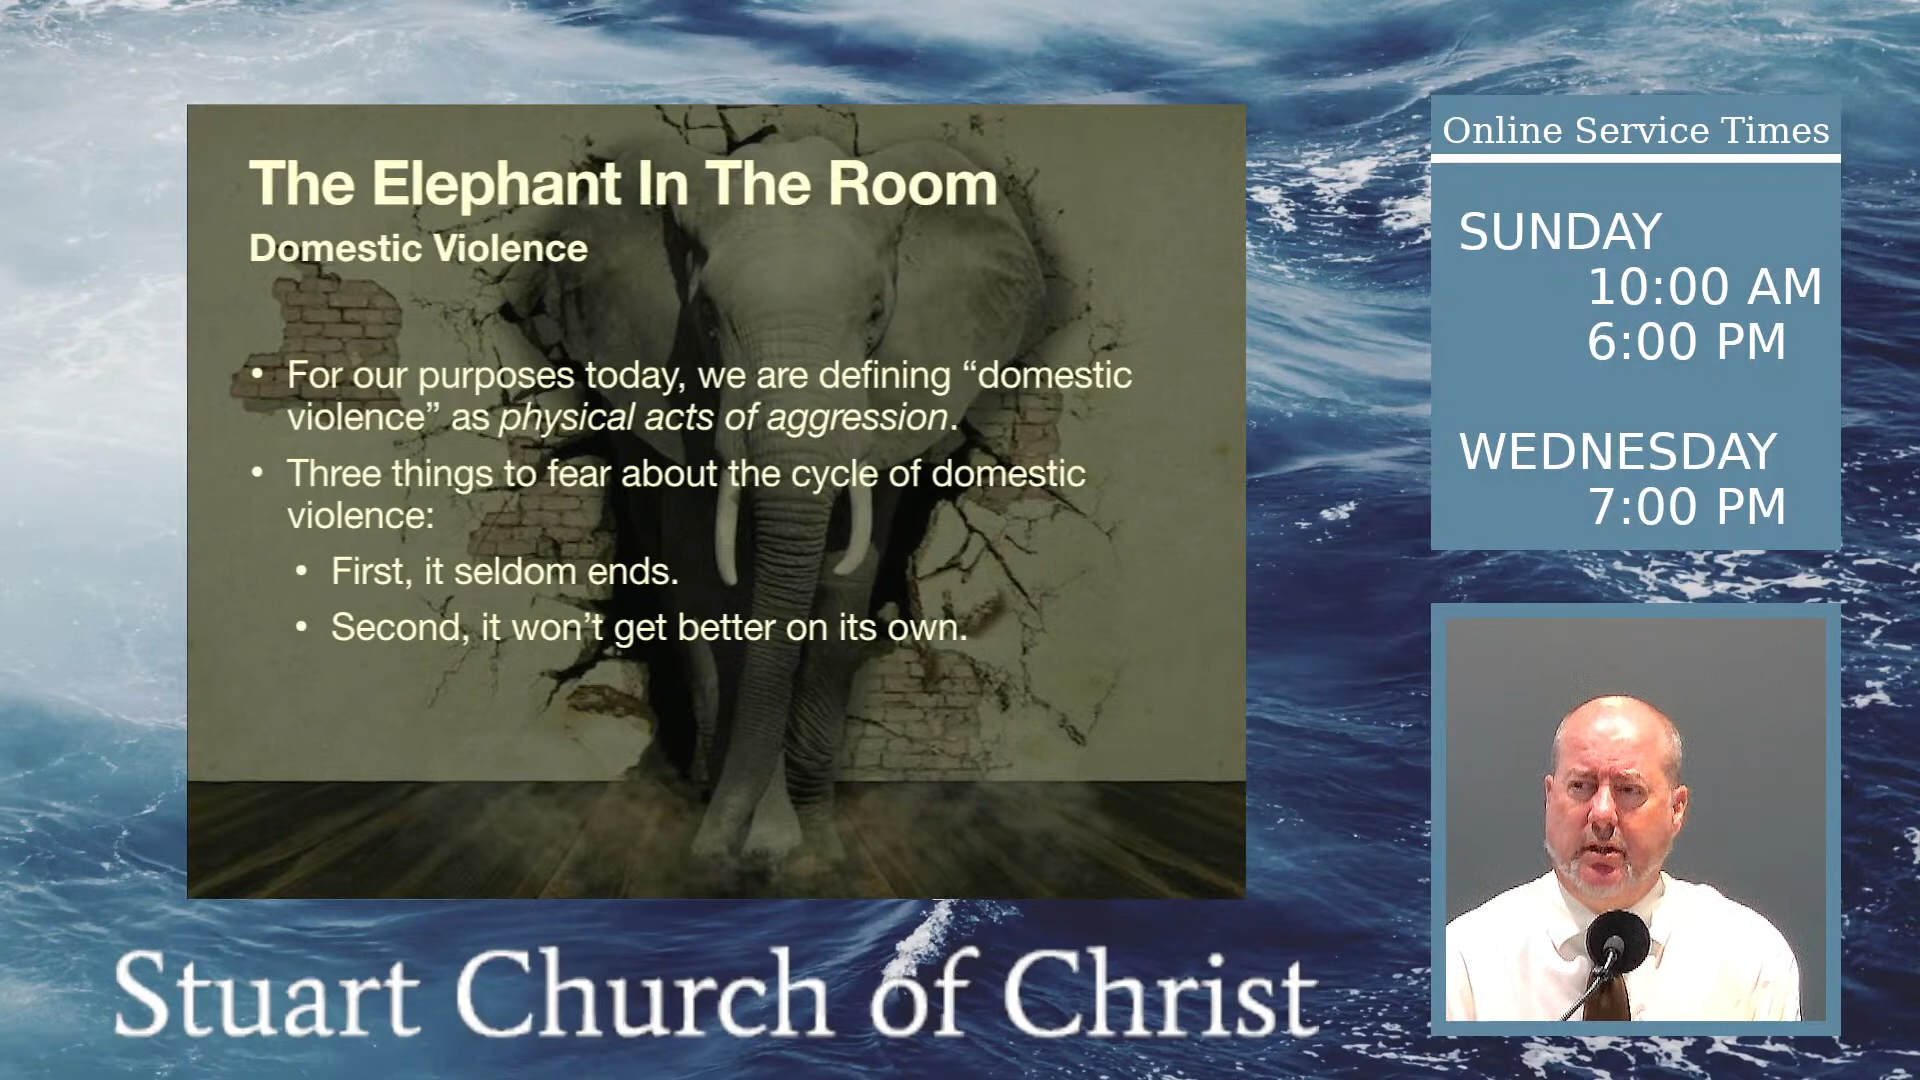 The Elephant In The Room
Domestic Violence
• For our purposes today, we are defining “domestic
violence” as physical acts of aggression.
• Three things to fear about the cycle of domestic
violence:
• First, it seldom ends.
• Second, it won’t get better on its own.
Online Service Times
SUNDAY
10:00 AM
6:00 PM
WEDNESDAY
7:00 PM
Stuart Church of Christ